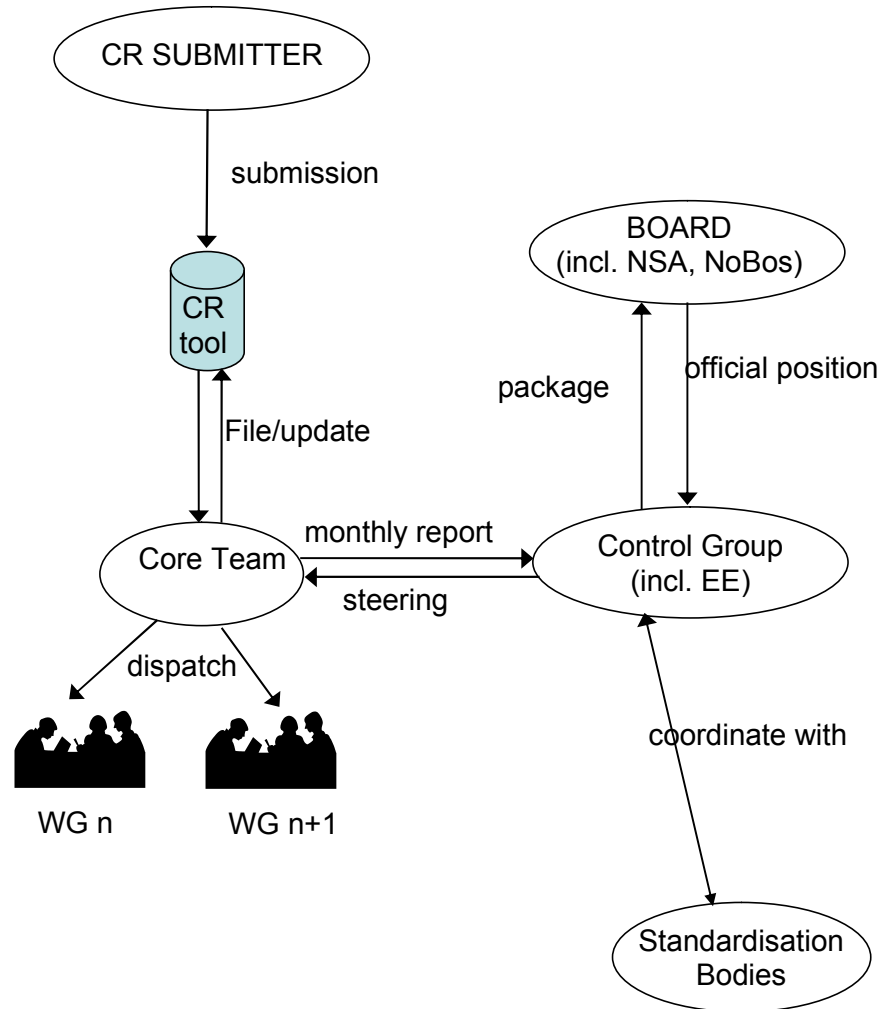 CR SUBMITTER
submission
BOARD
(incl. NSA, NoBos)
CR
tool
official position
package
File/update
monthly report
Core Team
Control Group
(incl. EE)
steering
dispatch
coordinate with
WG n
WG n+1
Standardisation
Bodies